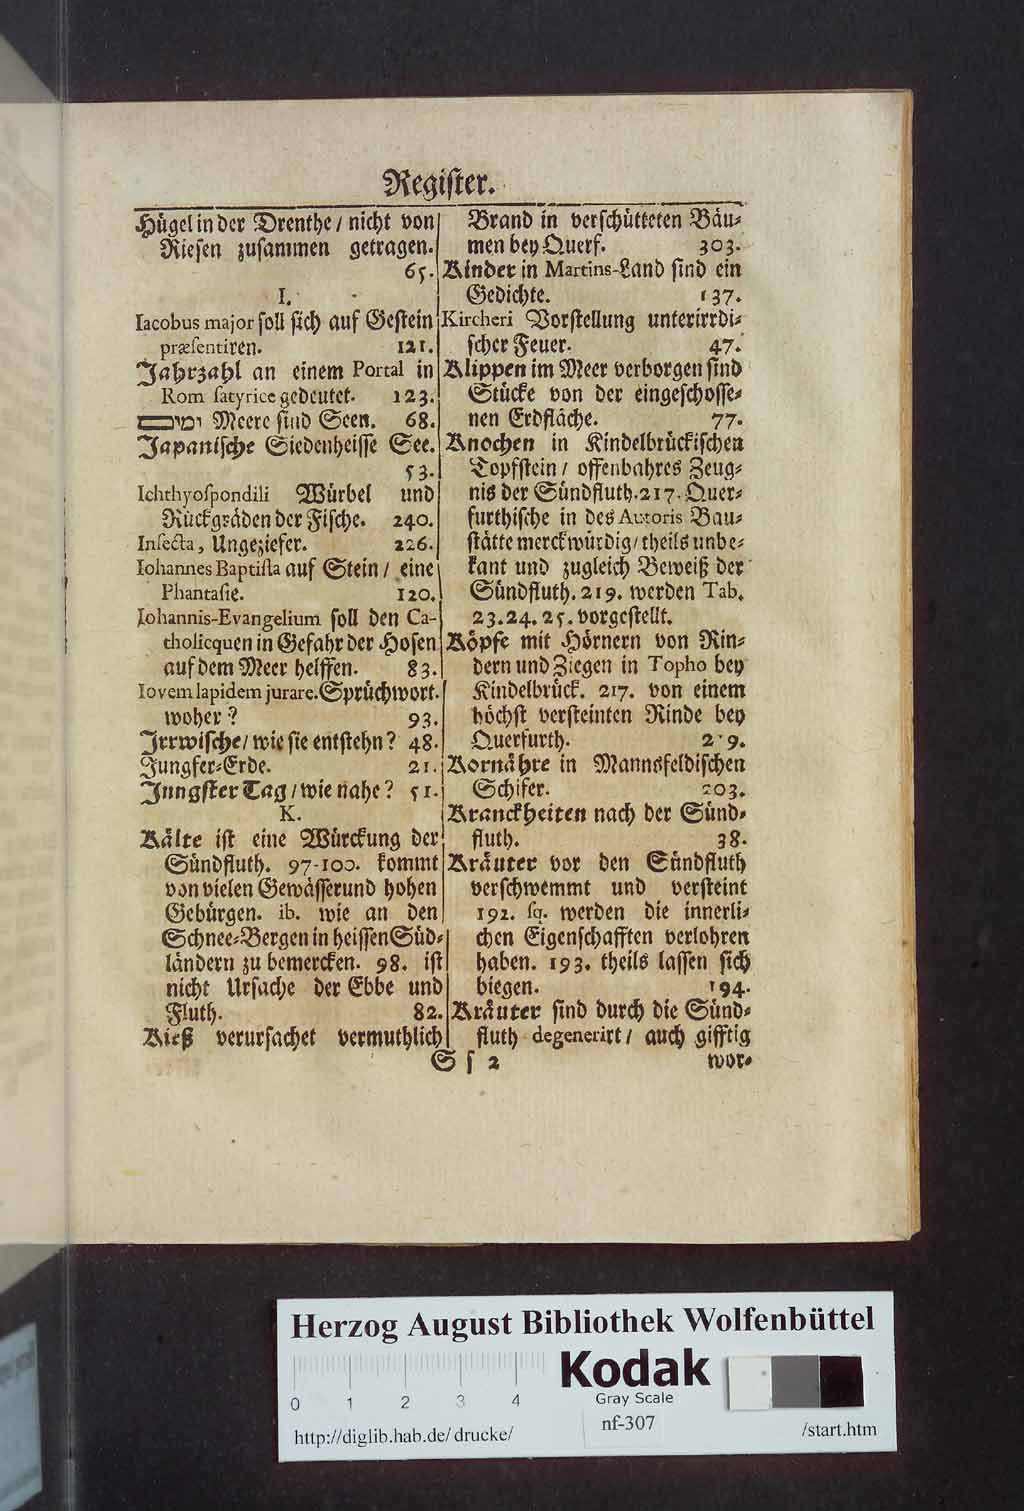 Register.
Hügel in der Drenthe / nicht von
Riesen zusammen getragen.
65.
I.
Iacobus major soll sich auf Gestein
præsentiren. 121.
Jahrzahl an einem Portal in
Rom satyrice gedeutet. 123.
ימים Meere sind Seen. 68.
Japanische Siedenheisse See.
53.
Ichthyospondili Würbel und
Rückgräden der Fische. 240.
Insecta, Ungeziefer. 226.
Iohannes Baptista auf Stein / eine
Phantasie. 120.
Iohannis-Evangelium soll den Ca-
tholicquen in Gefahr der Hosen
auf dem Meer helffen. 83.
Iovem lapidem jurare. Sprüchwort.
woher? 93.
Irrwische / wie sie entstehn? 48.
Jungfer-Erde. 21.
Jüngster Tag / wie nahe? 51.
K.
Kälte ist eine Würckung der
Sündfluth. 97-100. kommt
von vielen Gewässer und hohen
Gebürgen. ib. wie an den
Schnee-Bergen in heissen Süd-
ländern zu bemercken. 98. ist
nicht Ursache der Ebbe und
Fluth. 82.
Kieß verursachet vermuthlich
Brand in verschütteten Bäu-
men bey Querf. 303.
Kinder in Martins-Land sind ein
Gedichte. 137.
Kircheri Vorstellung unterirrdi-
scher Feuer. 47.
Klippen im Meer verborgen sind
Stücke von der eingeschosse-
nen Erdfläche. 77.
Knochen in Kindelbrückischen
Topfstein / offenbahres Zeug-
nis der Sündfluth. 217. Quer-
furthische in des Autoris Bau-
stätte merckwürdig / theils unbe-
kant und zugleich Beweiß der
Sündfluth. 219. werden Tab.
23. 24. 25. vorgestellt.
Köpfe mit Hörnern von Rin-
dern und Ziegen in Topho bey
Kindelbrück. 217. von einem
höchst versteinten Rinde bey
Querfurth. 219.
Kornähre in Mannsfeldischen
Schifer. 203.
Kranckheiten nach der Sünd-
fluth. 38.
Kräuter vor den Sündfluth
verschwemmt und versteint
192. sq. werden die innerli-
chen Eigenschafften verlohren
haben. 193. theils lassen sich
biegen. 194.
Kräuter sind durch die Sünd-
fluth degenerirt / auch gifftig
S s 2 wor-
Herzog August Bibliothek Wolfenbüttel
Kodak
Gray Scale
0 1 2 3 4
nf-307
http://diglib.hab.de/drucke/ /start.htm